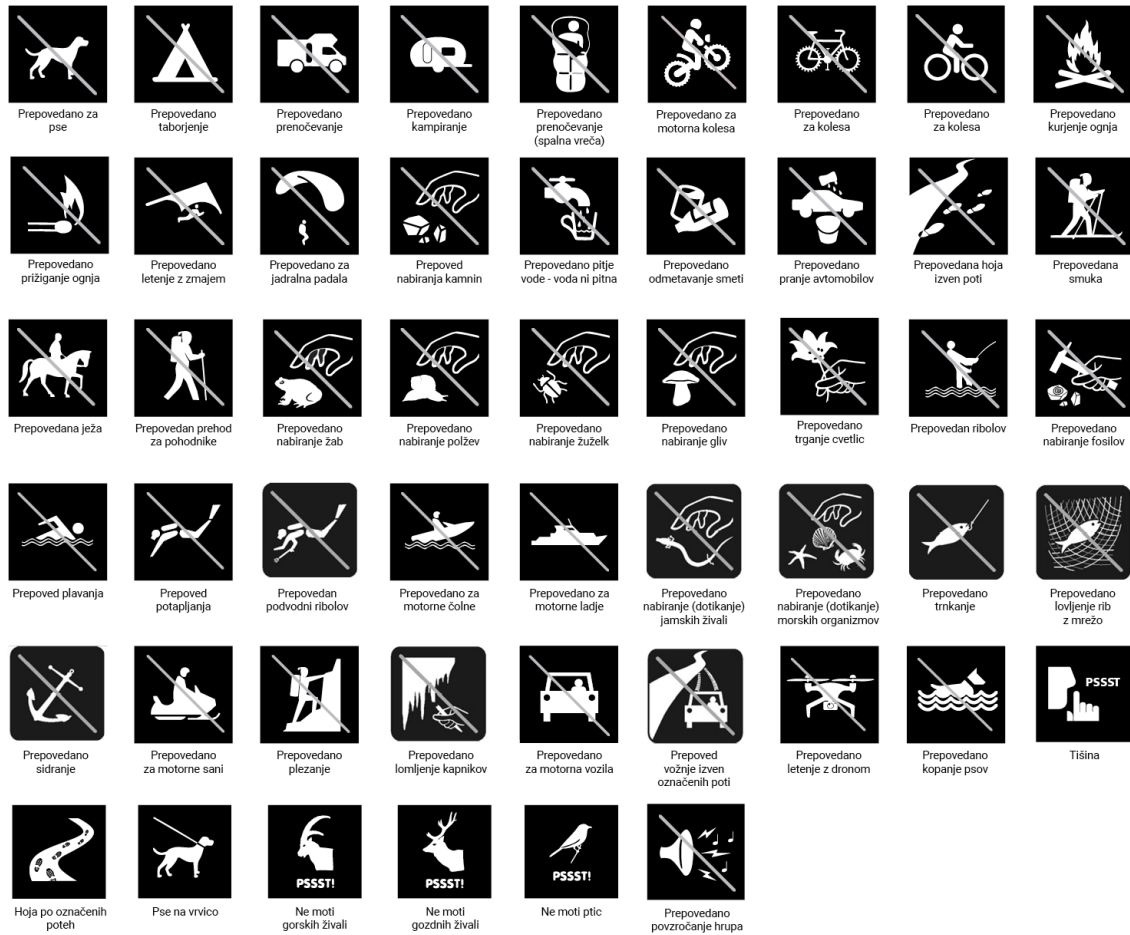 Prepovedano za
pse
Prepovedano
taborjenje
Prepovedano
prenočevanje
Prepovedano
kampiranje
Prepovedano
prenočevanje
(spalna vreča)
Prepovedano za
motorna kolesa
Prepovedano
za kolesa
Prepovedano
za kolesa
Prepovedano
kurjenje ognja
Prepovedano
prižiganje ognja
Prepovedano
letenje z zmajem
Prepovedano za
jadralna padala
Prepoved
nabiranja kamnin
Prepovedano pitje
vode - voda ni pitna
Prepovedano
odmetavanje smeti
Prepovedano
pranje avtomobilov
Prepovedana hoja
izven poti
Prepovedana
smuka
Prepovedana ježa
Prepovedan prehod
za pohodnike
Prepovedano
nabiranje žab
Prepovedano
nabiranje polžev
Prepovedano
nabiranje žuželk
Prepovedano
nabiranje gliv
Prepovedano
trganje cvetlic
Prepovedan ribolov
Prepovedano
nabiranje fosilov
Prepoved plavanja
Prepoved
potapljanja
Prepovedan
podvodni ribolov
Prepovedano za
motorne čolne
Prepovedano za
motorne ladje
Prepovedano
nabiranje (dotikanje)
jamskih živali
Prepovedano
nabiranje (dotikanje)
morskih organizmov
Prepovedano
trnkanje
Prepovedano
lovljenje rib
z mrežo
Prepovedano
sidranje
Prepovedano
za motorne sani
Prepovedano
plezanje
Prepovedano
lomljenje kapnikov
Prepovedano
za motorna vozila
Prepoved
vožnje izven
označenih poti
Prepovedano
letenje z dronom
Prepovedano
kopanje psov
PSSST
Tišina
Hoja po označenih
poteh
Pse na vrvico
PSSST!
Ne moti
gorskih živali
PSSST!
Ne moti
gozdnih živali
PSSST!
Ne moti ptic
Prepovedano
povzročanje hrupa